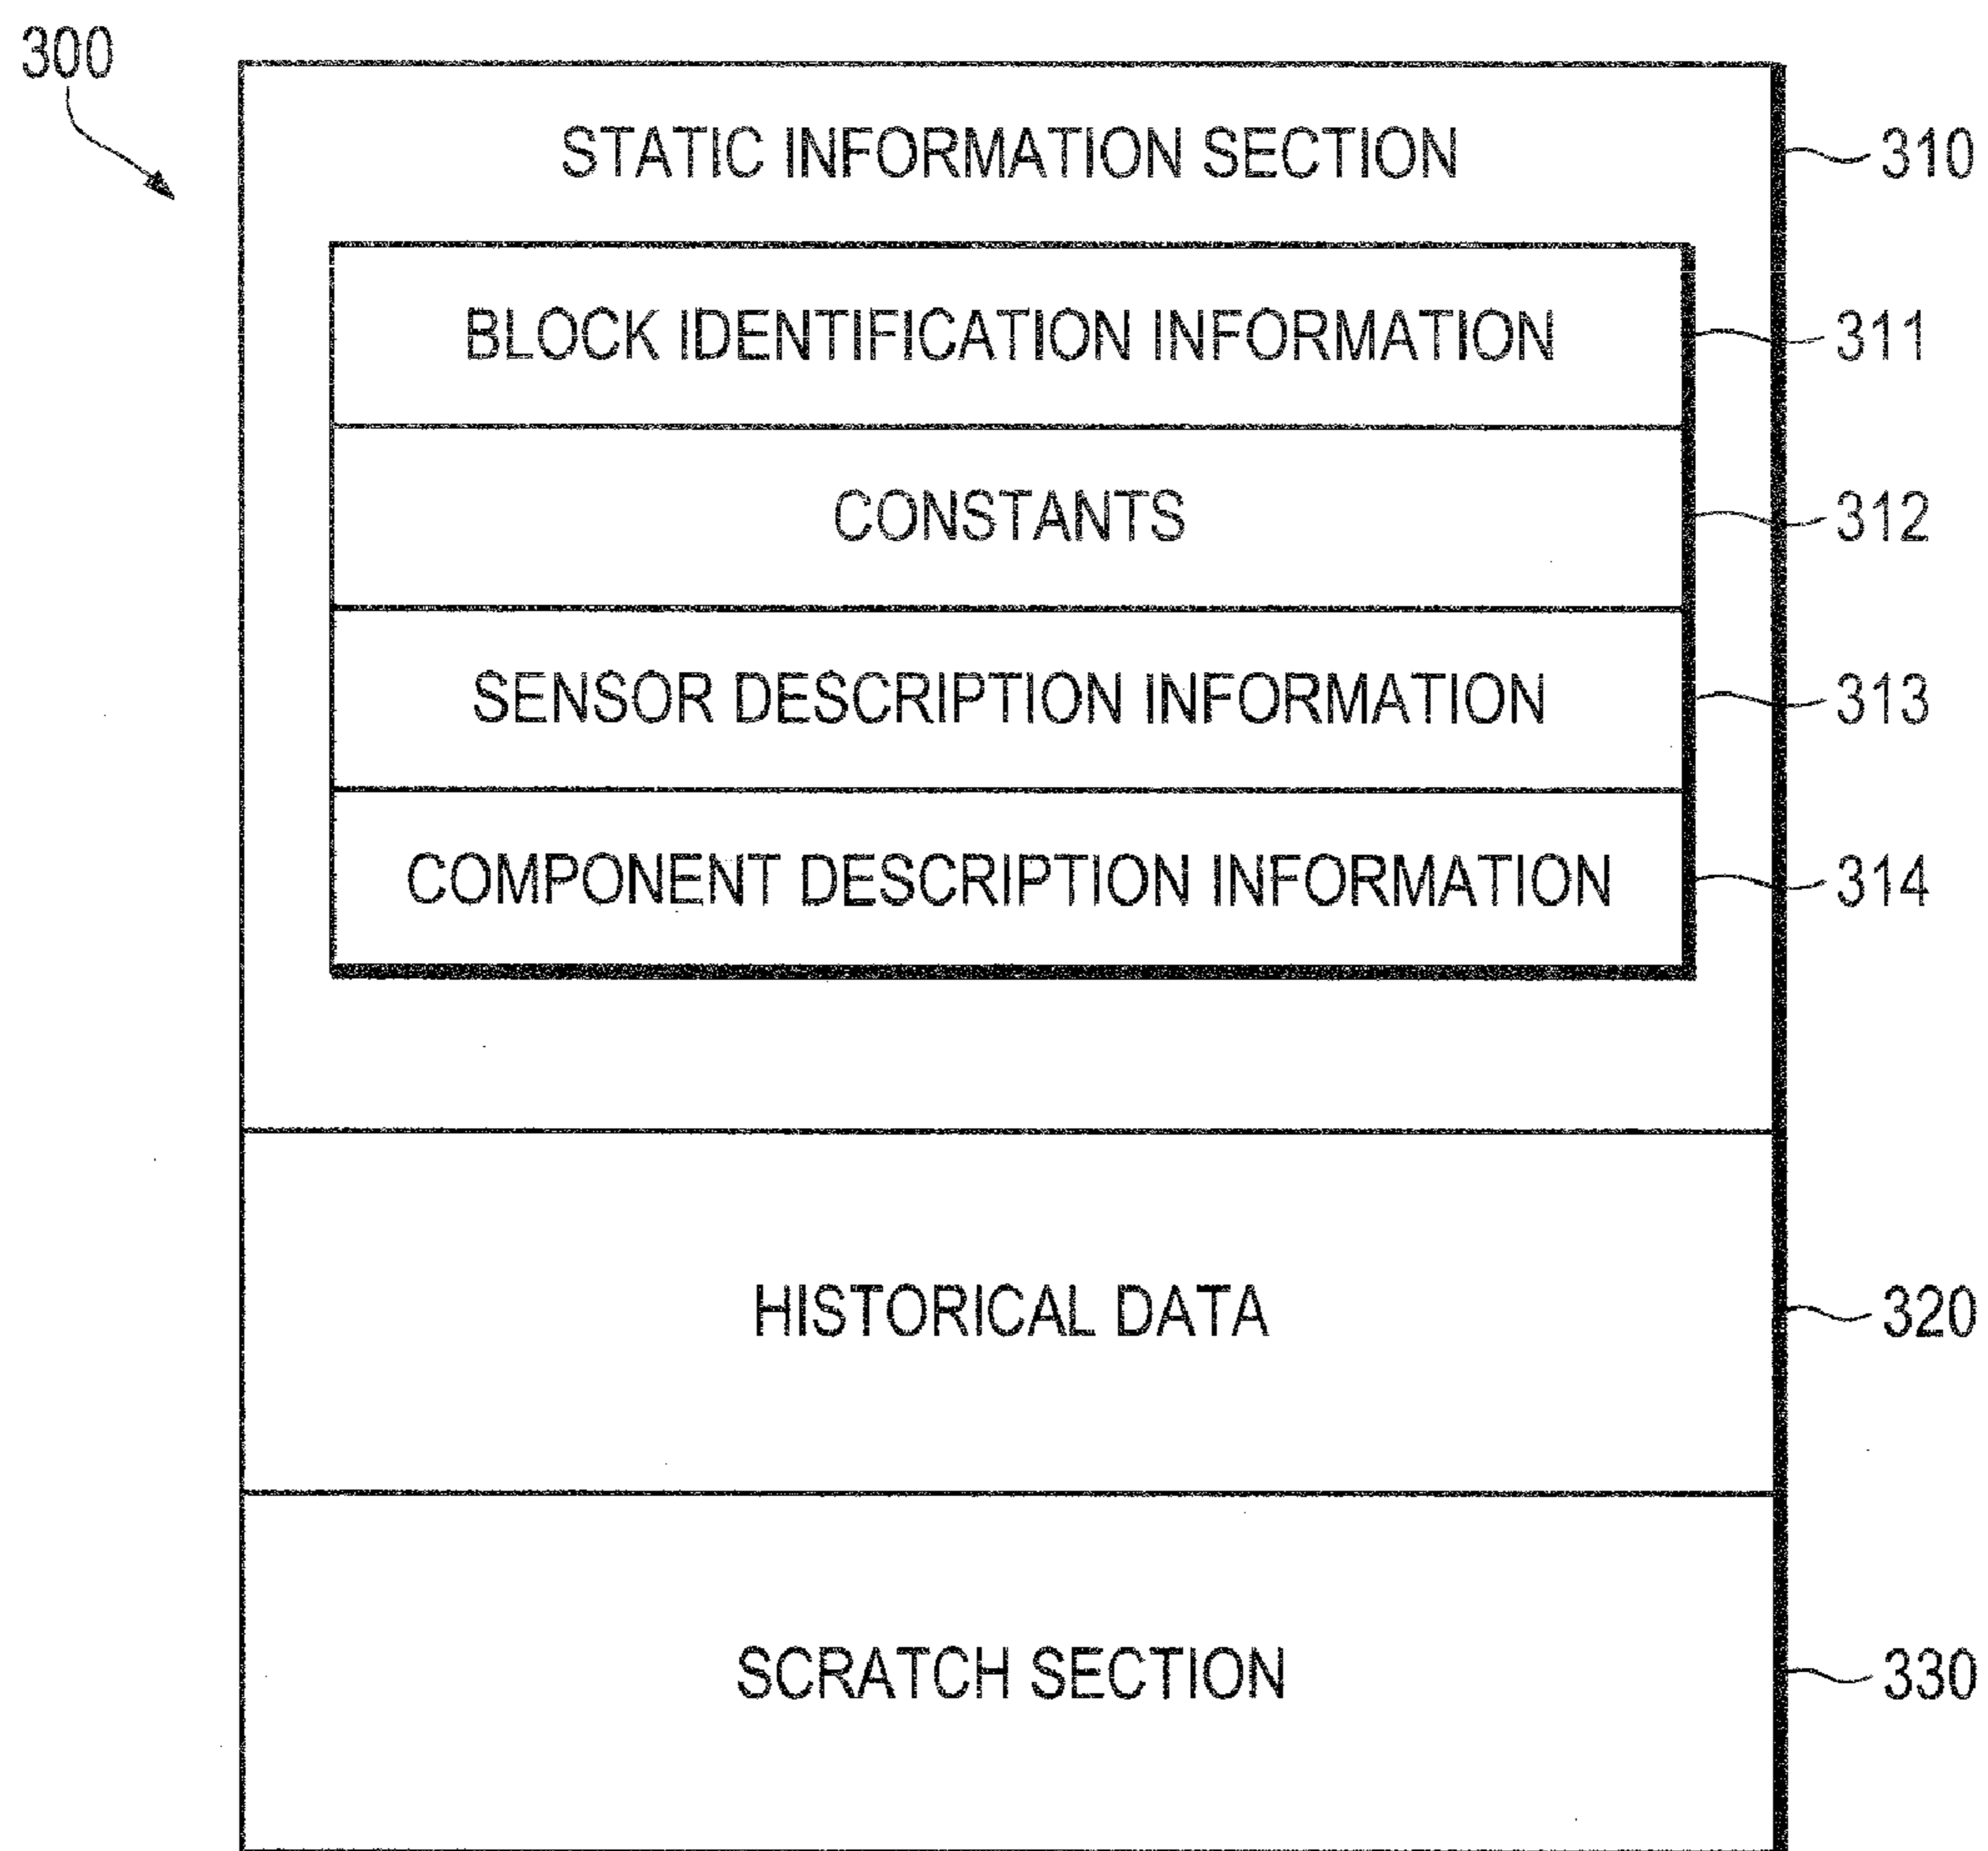 300
STATIC INFORMATION SECTION 310
BLOCK IDENTIFICATION INFORMATION 311
CONSTANTS 312
SENSOR DESCRIPTION INFORMATION 313
COMPONENT DESCRIPTION INFORMATION 314
HISTORICAL DATA 320
SCRATCH SECTION 330